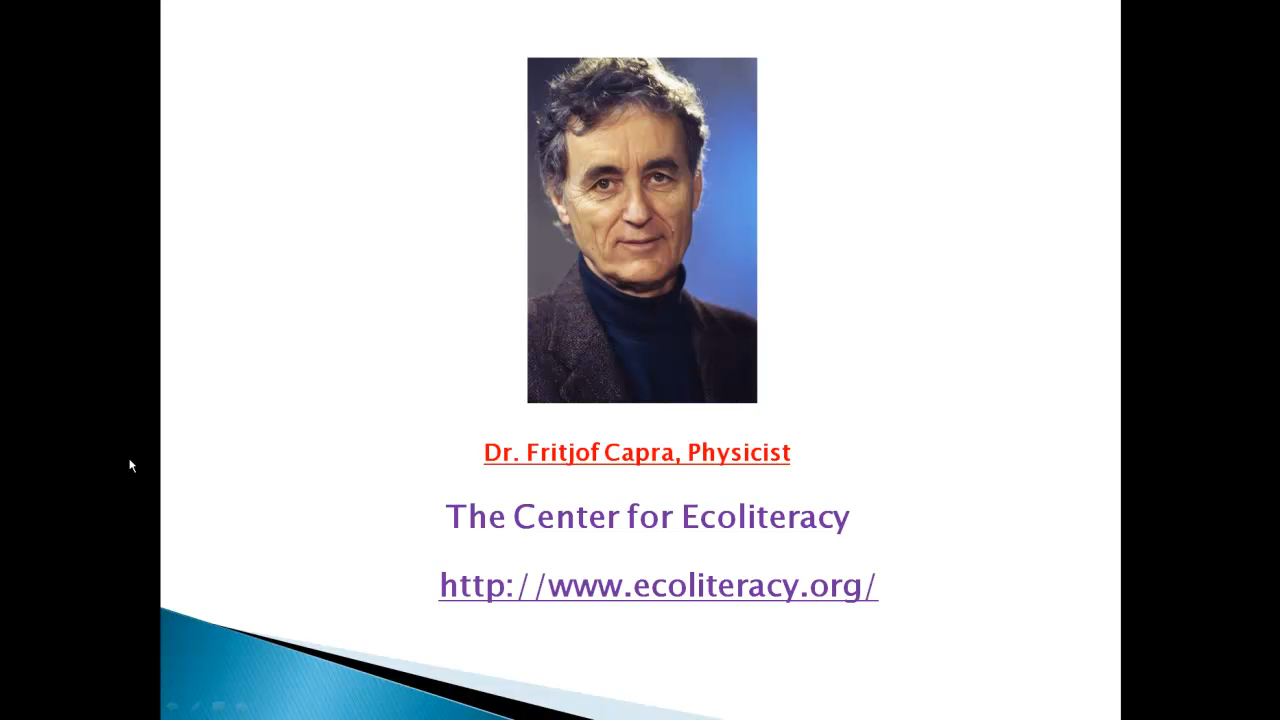 Dr. Fritjof Capra, Physicist
The Center for Ecoliteracy
http://www.ecoliteracy.org/